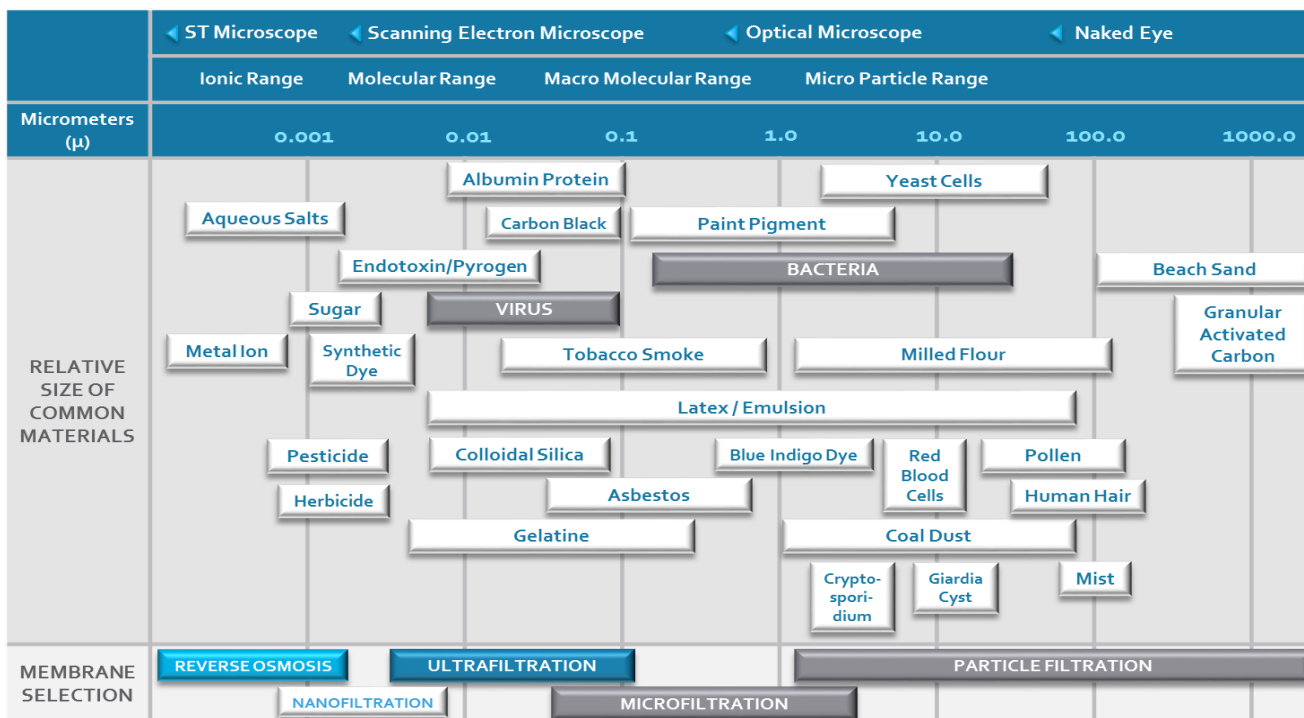 ST Microscope
Scanning Electron Microscope
Optical Microscope
Naked Eye
Ionic Range
Molecular Range
Macro Molecular Range
Micro Particle Range
Micrometers
(μ)
0.001
0.01
0.1
1.0
10.0
100.0
1000.0
RELATIVE
SIZE OF
COMMON
MATERIALS
Albumin Protein
Yeast Cells
Aqueous Salts
Carbon Black
Paint Pigment
Endotoxin/Pyrogen
BACTERIA
Beach Sand
Sugar
VIRUS
Granular
Activated
Carbon
Metal Ion
Synthetic
Dye
Tobacco Smoke
Milled Flour
Latex / Emulsion
Pesticide
Colloidal Silica
Blue Indigo Dye
Red
Blood
Cells
Pollen
Herbicide
Asbestos
Human Hair
Gelatine
Coal Dust
Crypto-
spori-
dium
Giardia
Cyst
Mist
MEMBRANE
SELECTION
REVERSE OSMOSIS
ULTRAFILTRATION
PARTICLE FILTRATION
NANOFILTRATION
MICROFILTRATION